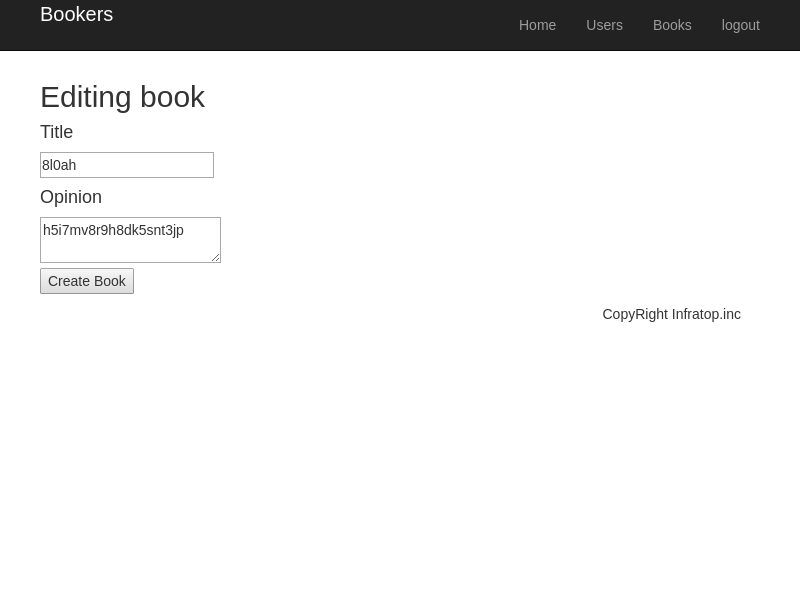 Bookers
Home Users Books logout
Editing book
Title
8l0ah
Opinion
h5i7mv8r9h8dk5snt3jp
Create Book
CopyRight Infratop.inc